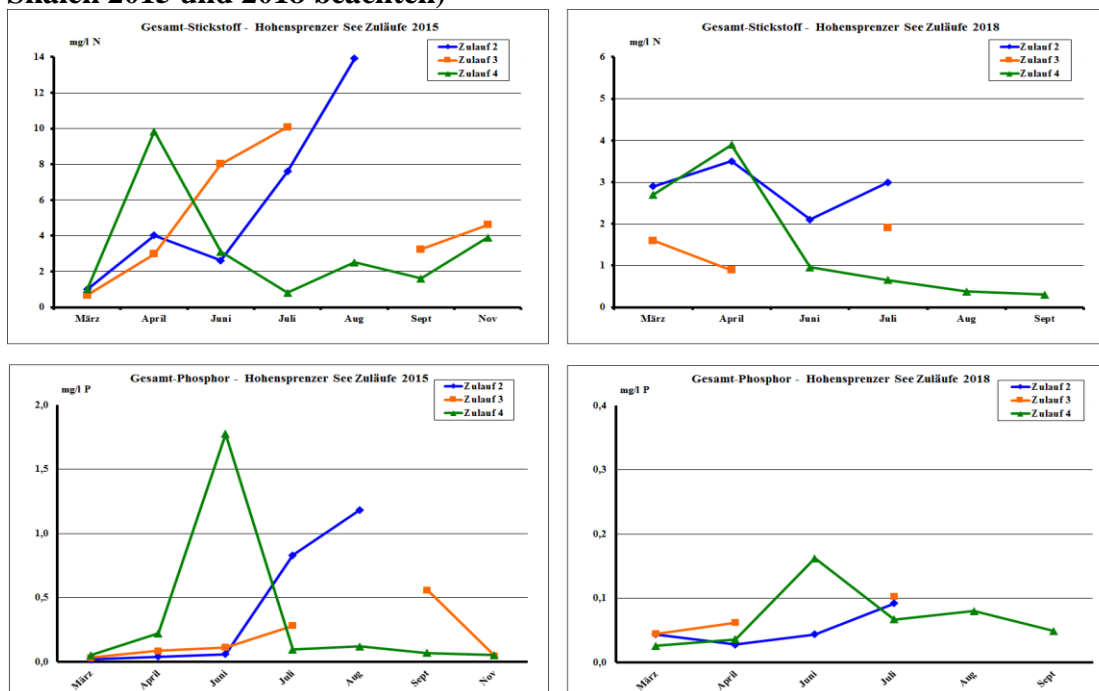 Skalen 2015 und 2018 beachten)
Gesamt-Stickstoff - Hohensprenzer See Zuläufe 2015
mg/l N
Zulauf 2
Zulauf 3
Zulauf 4
14
12
10
8
6
4
2
0
März April Juni Juli Aug Sept Nov
Gesamt-Stickstoff - Hohensprenzer See Zuläufe 2018
mg/l N
Zulauf 2
Zulauf 3
Zulauf 4
6
5
4
3
2
1
0
März April Juni Juli Aug Sept
Gesamt-Phosphor - Hohensprenzer See Zuläufe 2015
mg/l P
Zulauf 2
Zulauf 3
Zulauf 4
2,0
1,5
1,0
0,5
0,0
März April Juni Juli Aug Sept Nov
Gesamt-Phosphor - Hohensprenzer See Zuläufe 2018
mg/l P
Zulauf 2
Zulauf 3
Zulauf 4
0,4
0,3
0,2
0,1
0,0
März April Juni Juli Aug Sept